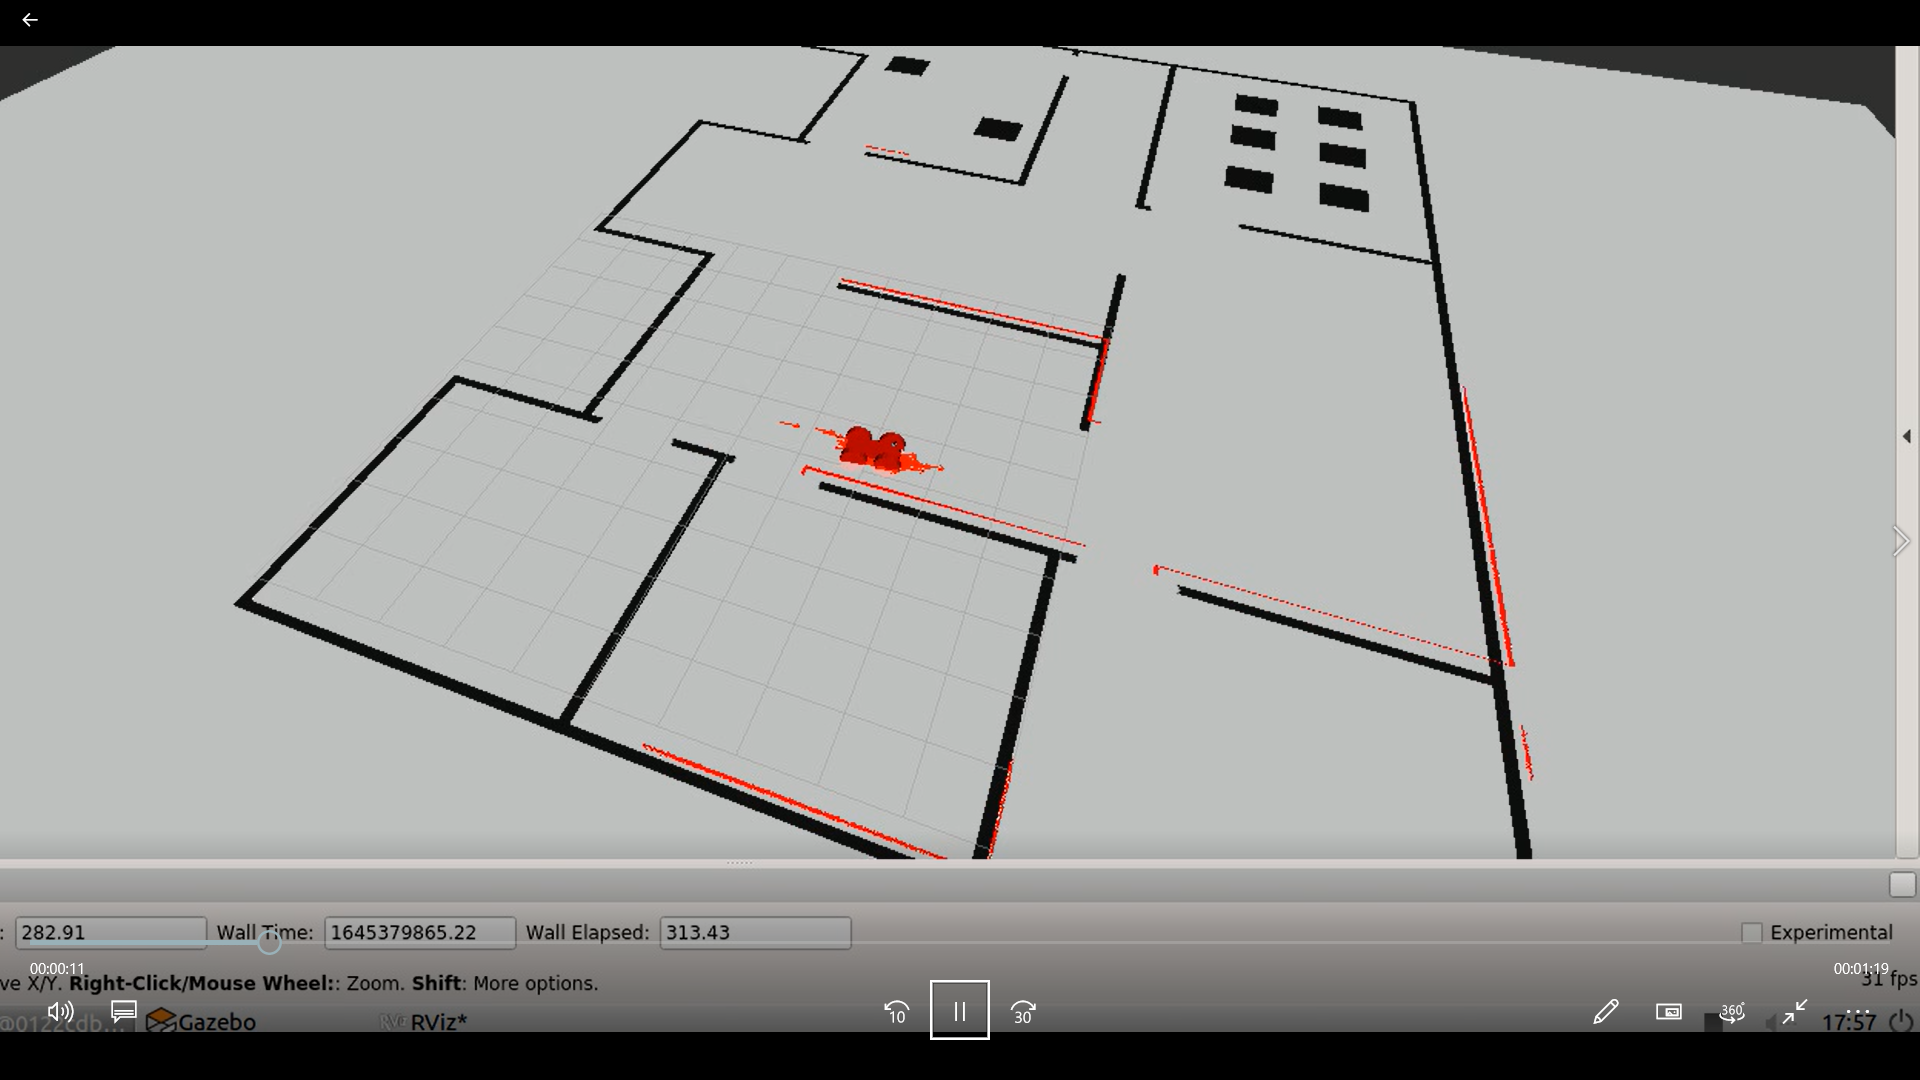 : 282.91 Wall Time: 1645379865.22 Wall Elapsed: 313.43 Experimental
00:00:11 00:01:19
ve X/Y. Right-Click/Mouse Wheel:: Zoom. Shift: More options. 31 fps
10 30 360°
@0122cdb... Gazebo RViz RViz* 17:57